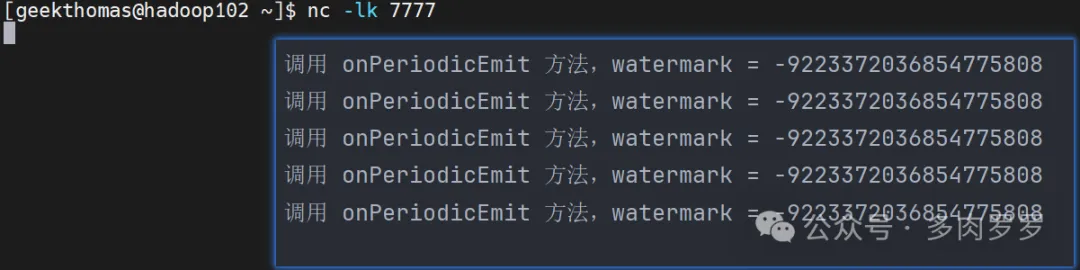 [geekthomas@hadoop102 ~]$ nc -lk 7777
调用 onPeriodicEmit 方法，watermark = -9223372036854775808
调用 onPeriodicEmit 方法，watermark = -9223372036854775808
调用 onPeriodicEmit 方法，watermark = -9223372036854775808
调用 onPeriodicEmit 方法，watermark = -9223372036854775808
调用 onPeriodicEmit 方法，watermark = -9223372036854775808
公众号·多肉罗罗